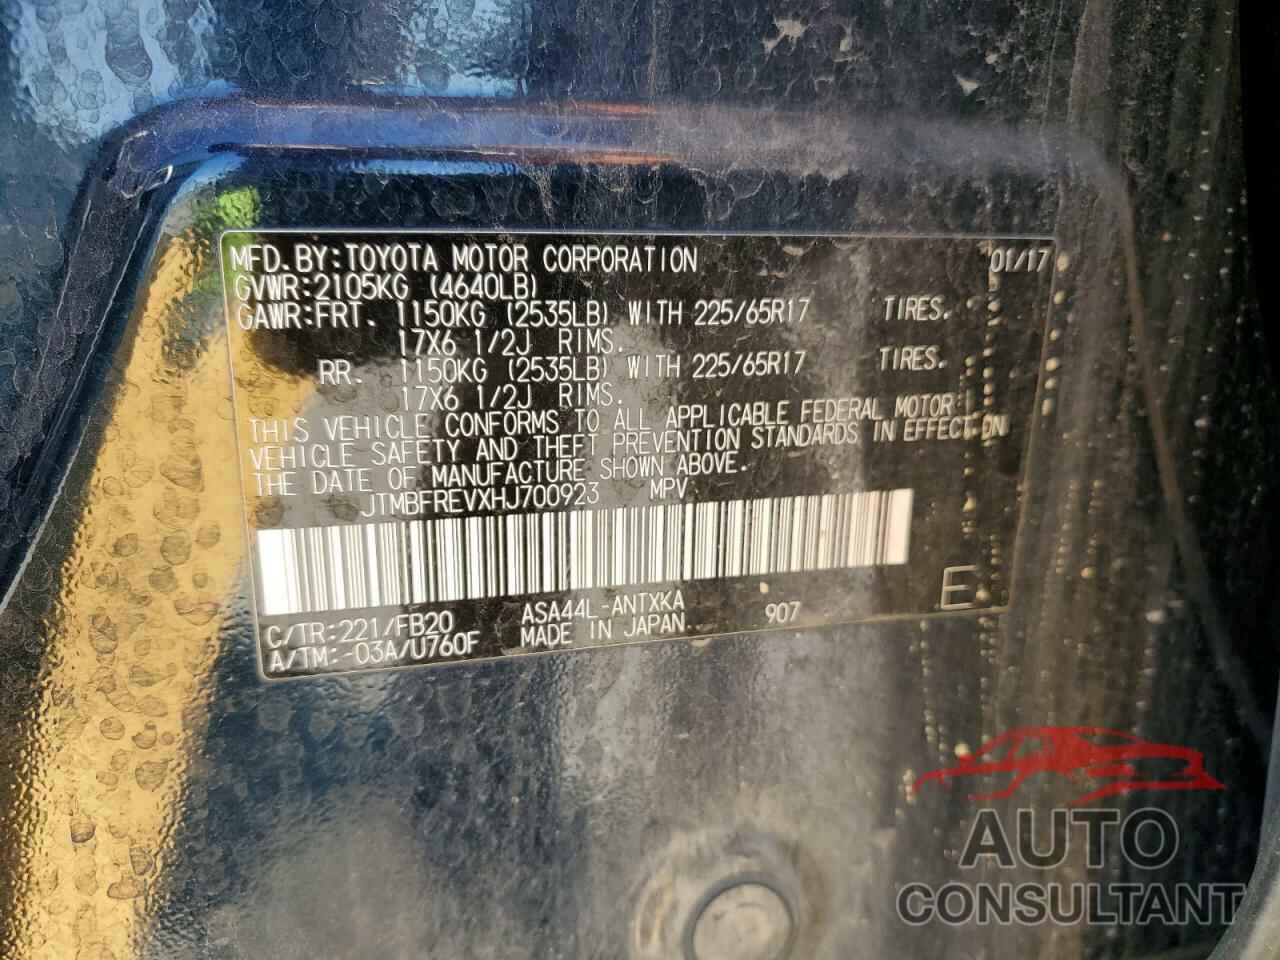 MFD.BY:TOYOTA MOTOR CORPORATION 01/17
GVWR:2105KG (4640LB)
GAWR:FRT. 1150KG (2535LB) WITH 225/65R17 TIRES.
17X6 1/2J RIMS.
RR. 1150KG (2535LB) WITH 225/65R17 TIRES.
17X6 1/2J RIMS.
THIS VEHICLE CONFORMS TO ALL APPLICABLE FEDERAL MOTOR
VEHICLE SAFETY AND THEFT PREVENTION STANDARDS IN EFFECT ON
THE DATE OF MANUFACTURE SHOWN ABOVE.
JTMBFREVXHJ700923 MPV
C/TR:221/FB20 ASA44L-ANTXKA 907 E
A/TM:-03A/U760F MADE IN JAPAN.
AUTO
CONSULTANT